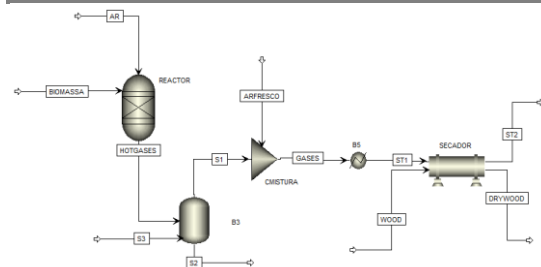 AR
REACTOR
BIOMASSA
ARFRESCO
ST2
HOTGASES
S1
GASES
B5
ST1
SECADOR
CMISTURA
DRYWOOD
B3
WOOD
S3
S2